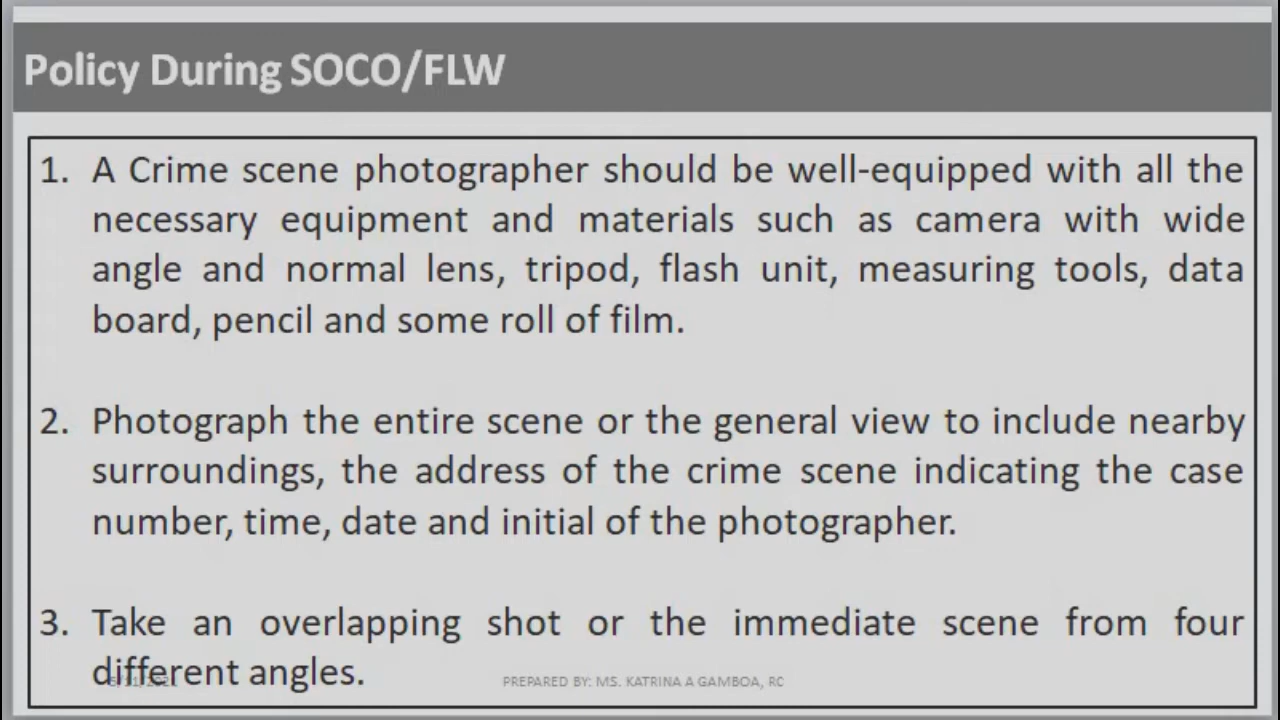 Policy During SOCO/FLW
1. A Crime scene photographer should be well-equipped with all the
necessary equipment and materials such as camera with wide
angle and normal lens, tripod, flash unit, measuring tools, data
board, pencil and some roll of film.
2. Photograph the entire scene or the general view to include nearby
surroundings, the address of the crime scene indicating the case
number, time, date and initial of the photographer.
3. Take an overlapping shot or the immediate scene from four
different angles.
PREPARED BY: MS. KATRINA A GAMBOA, RC